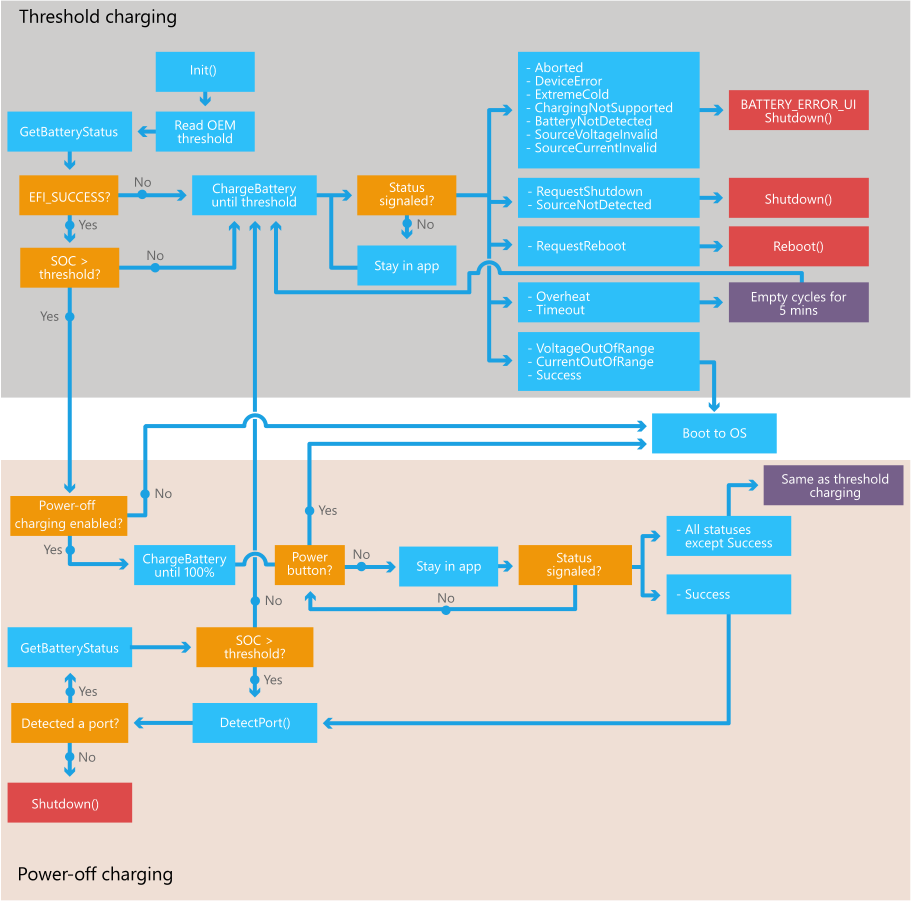 Threshold charging
Init()
Read OEM
threshold
GetBatteryStatus
EFI_SUCCESS?
No
Yes
SOC >
threshold?
No
Yes
ChargeBattery
until threshold
Status
signaled?
No
Stay in app
- Aborted
- DeviceError
- ExtremeCold
- ChargingNotSupported
- BatteryNotDetected
- SourceVoltageInvalid
- SourceCurrentInvalid
BATTERY_ERROR_UI
Shutdown()
- RequestShutdown
- SourceNotDetected
Shutdown()
- RequestReboot
Reboot()
- Overheat
- Timeout
Empty cycles for
5 mins
- VoltageOutOfRange
- CurrentOutOfRange
- Success
Boot to OS
Power-off
charging enabled?
No
Yes
ChargeBattery
until 100%
Power
button?
Yes
No
Stay in app
Status
signaled?
No
- All statuses
except Success
Same as threshold
charging
- Success
GetBatteryStatus
SOC >
threshold?
No
Yes
DetectPort()
Detected a port?
Yes
No
Shutdown()
Power-off charging